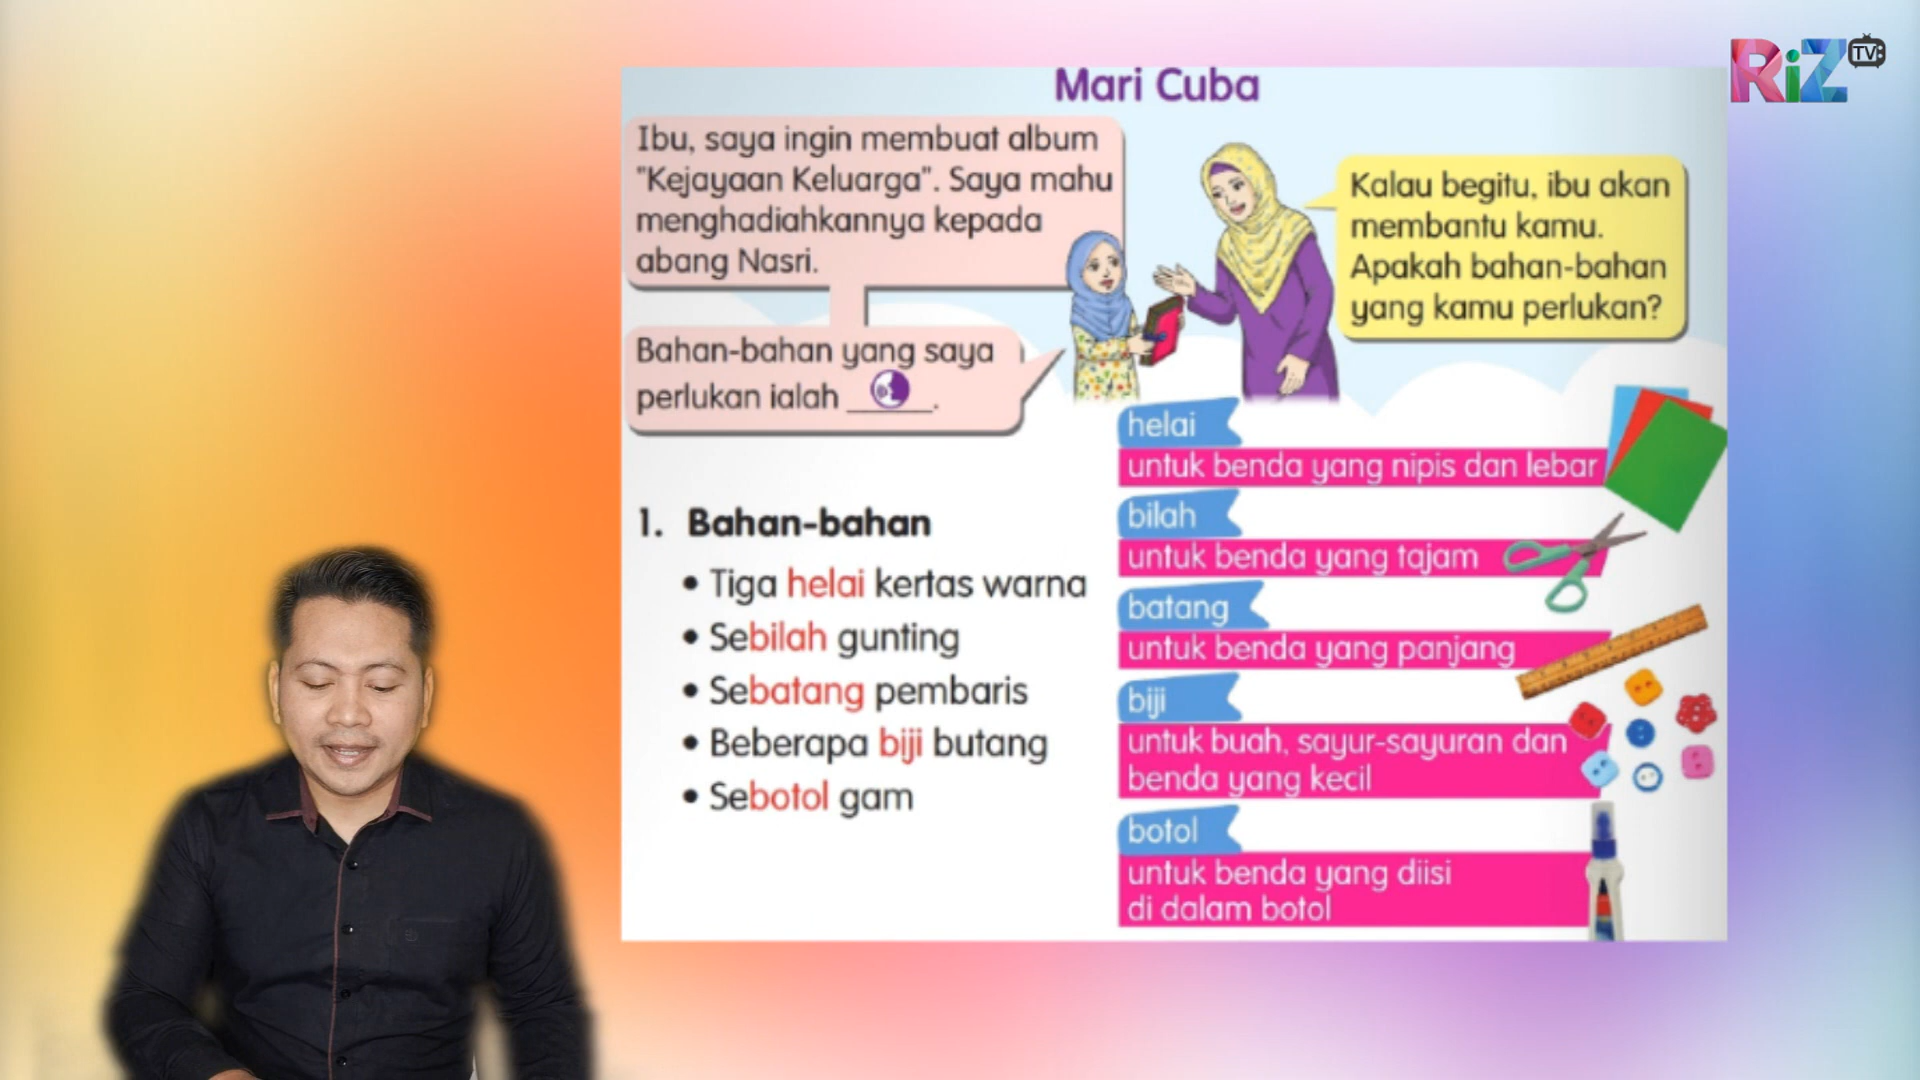 RiZ TV
Mari Cuba
Ibu, saya ingin membuat album
"Kejayaan Keluarga". Saya mahu
menghadiahkannya kepada
abang Nasri.
Kalau begitu, ibu akan
membantu kamu.
Apakah bahan-bahan
yang kamu perlukan?
Bahan-bahan yang saya
perlukan ialah ______.
1. Bahan-bahan
• Tiga helai kertas warna
• Sebilah gunting
• Sebatang pembaris
• Beberapa biji butang
• Sebotol gam
helai
untuk benda yang nipis dan lebar
bilah
untuk benda yang tajam
batang
untuk benda yang panjang
biji
untuk buah, sayur-sayuran dan
benda yang kecil
botol
untuk benda yang diisi
di dalam botol